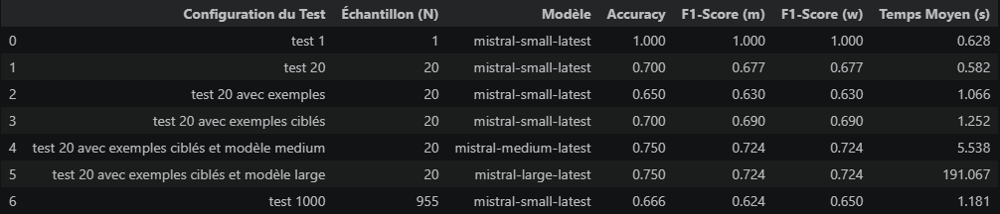 Configuration du Test Échantillon (N) Modèle Accuracy F1-Score (m) F1-Score (w) Temps Moyen (s)
0 test 1 1 mistral-small-latest 1.000 1.000 1.000 0.628
1 test 20 20 mistral-small-latest 0.700 0.677 0.677 0.582
2 test 20 avec exemples 20 mistral-small-latest 0.650 0.630 0.630 1.066
3 test 20 avec exemples ciblés 20 mistral-small-latest 0.700 0.690 0.690 1.252
4 test 20 avec exemples ciblés et modèle medium 20 mistral-medium-latest 0.750 0.724 0.724 5.538
5 test 20 avec exemples ciblés et modèle large 20 mistral-large-latest 0.750 0.724 0.724 191.067
6 test 1000 955 mistral-small-latest 0.666 0.624 0.650 1.181